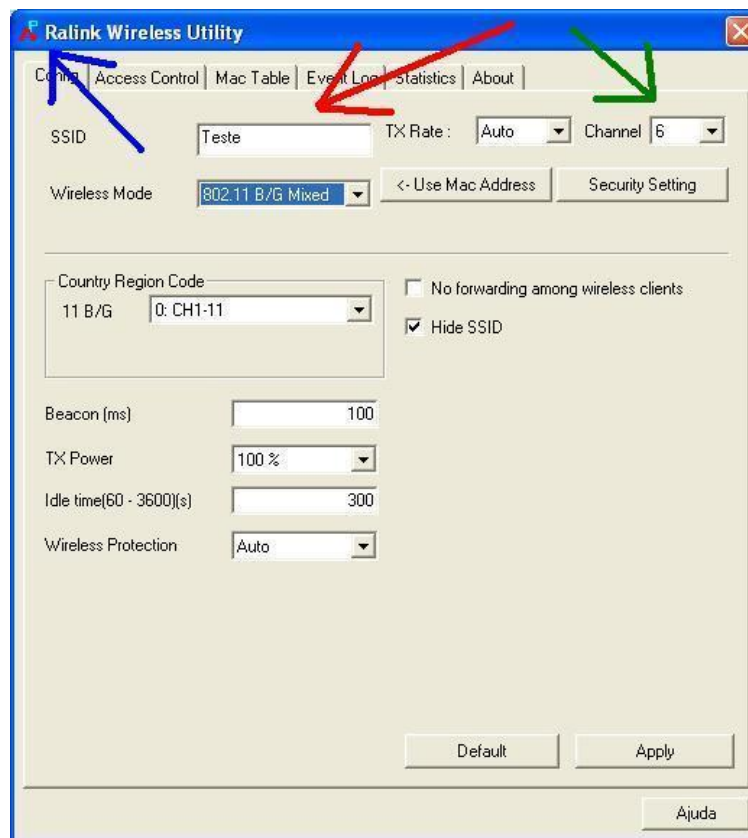 Ralink Wireless Utility
Config Access Control Mac Table Event Log Statistics About
SSID Teste TX Rate : Auto Channel 6
Wireless Mode 802.11 B/G Mixed <- Use Mac Address Security Setting
Country Region Code
11 B/G 0: CH1-11
No forwarding among wireless clients
Hide SSID
Beacon (ms) 100
TX Power 100 %
Idle time(60 - 3600)(s) 300
Wireless Protection Auto
Default Apply
Ajuda